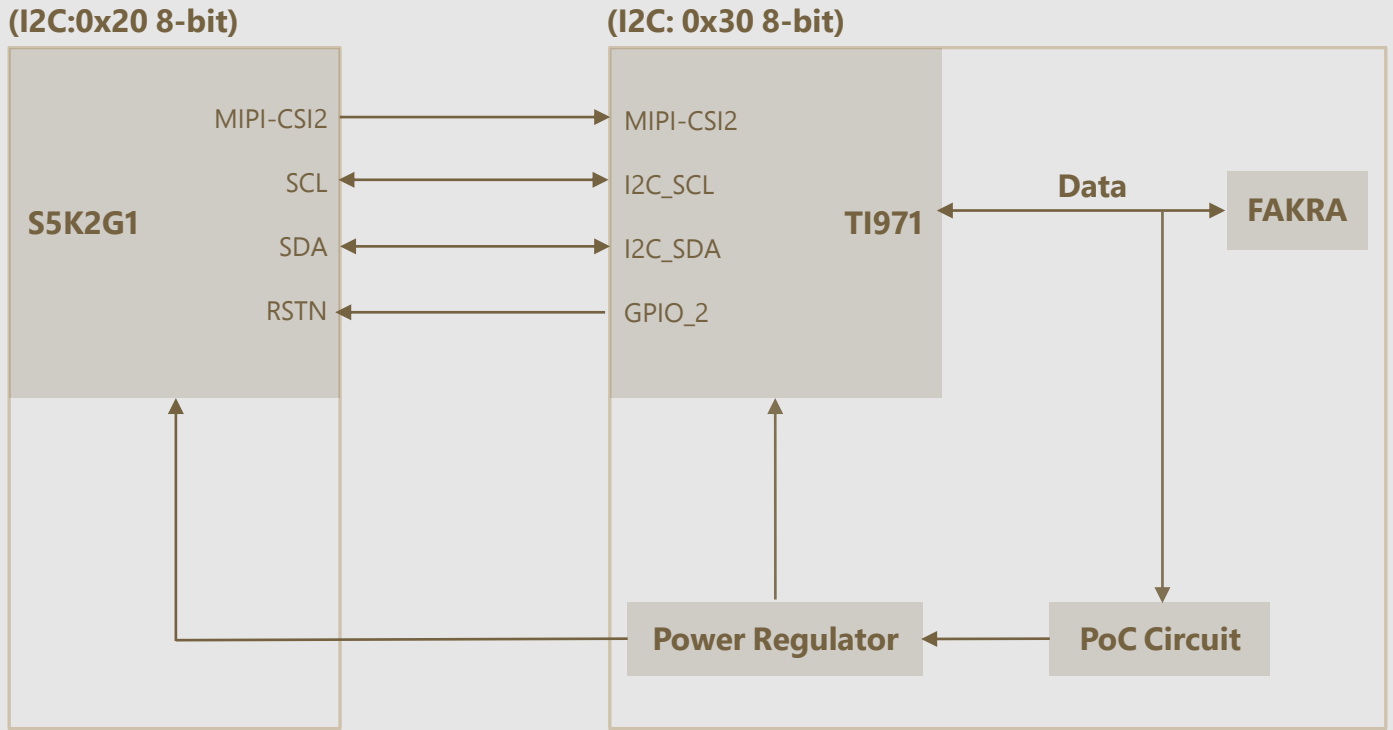 (I2C:0x20 8-bit)
(I2C: 0x30 8-bit)
S5K2G1
MIPI-CSI2
SCL
SDA
RSTN
MIPI-CSI2
I2C_SCL
I2C_SDA
GPIO_2
TI971
Data
FAKRA
Power Regulator
PoC Circuit